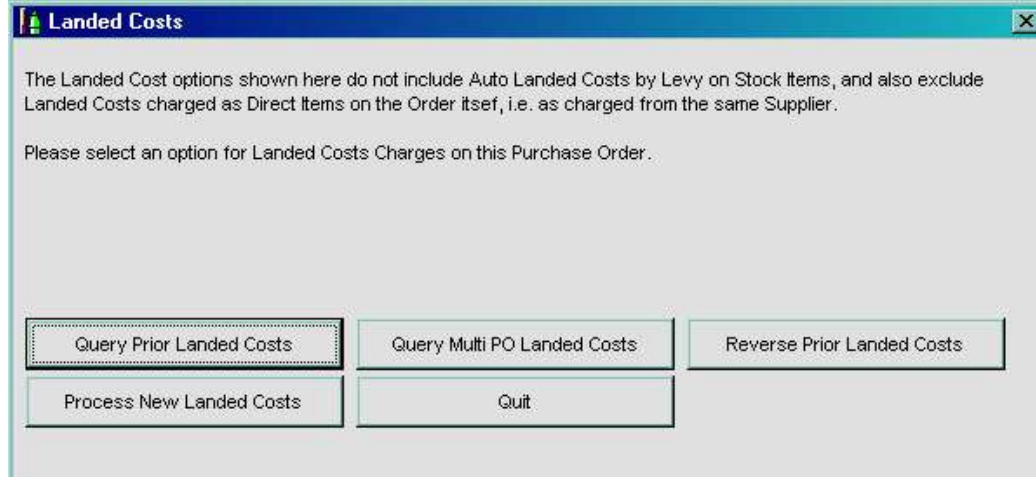 Landed Costs
The Landed Cost options shown here do not include Auto Landed Costs by Levy on Stock Items, and also exclude
Landed Costs charged as Direct Items on the Order itsef, i.e. as charged from the same Supplier.
Please select an option for Landed Costs Charges on this Purchase Order.
Query Prior Landed Costs
Query Multi PO Landed Costs
Reverse Prior Landed Costs
Process New Landed Costs
Quit